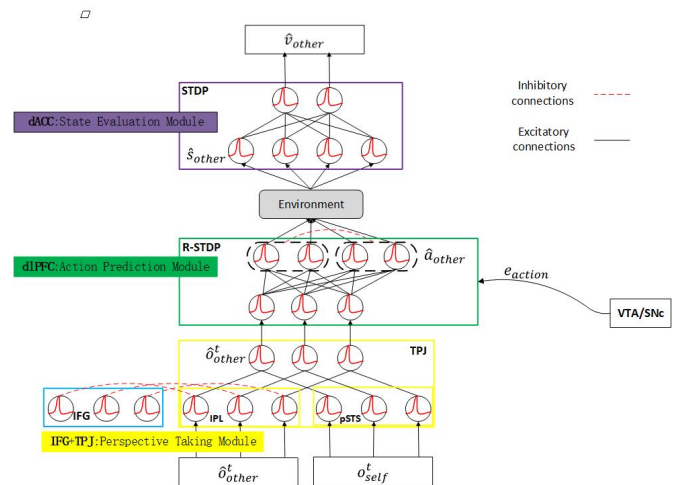 v̂_other
STDP
dACC:State Evaluation Module
ŝ_other
Inhibitory
connections
Excitatory
connections
Environment
R-STDP
dlPFC:Action Prediction Module
â_other
e_action
VTA/SNc
ô^t_other
TPJ
IFG
IPL
pSTS
IFG+TPJ:Perspective Taking Module
ô^t_other
o^t_self